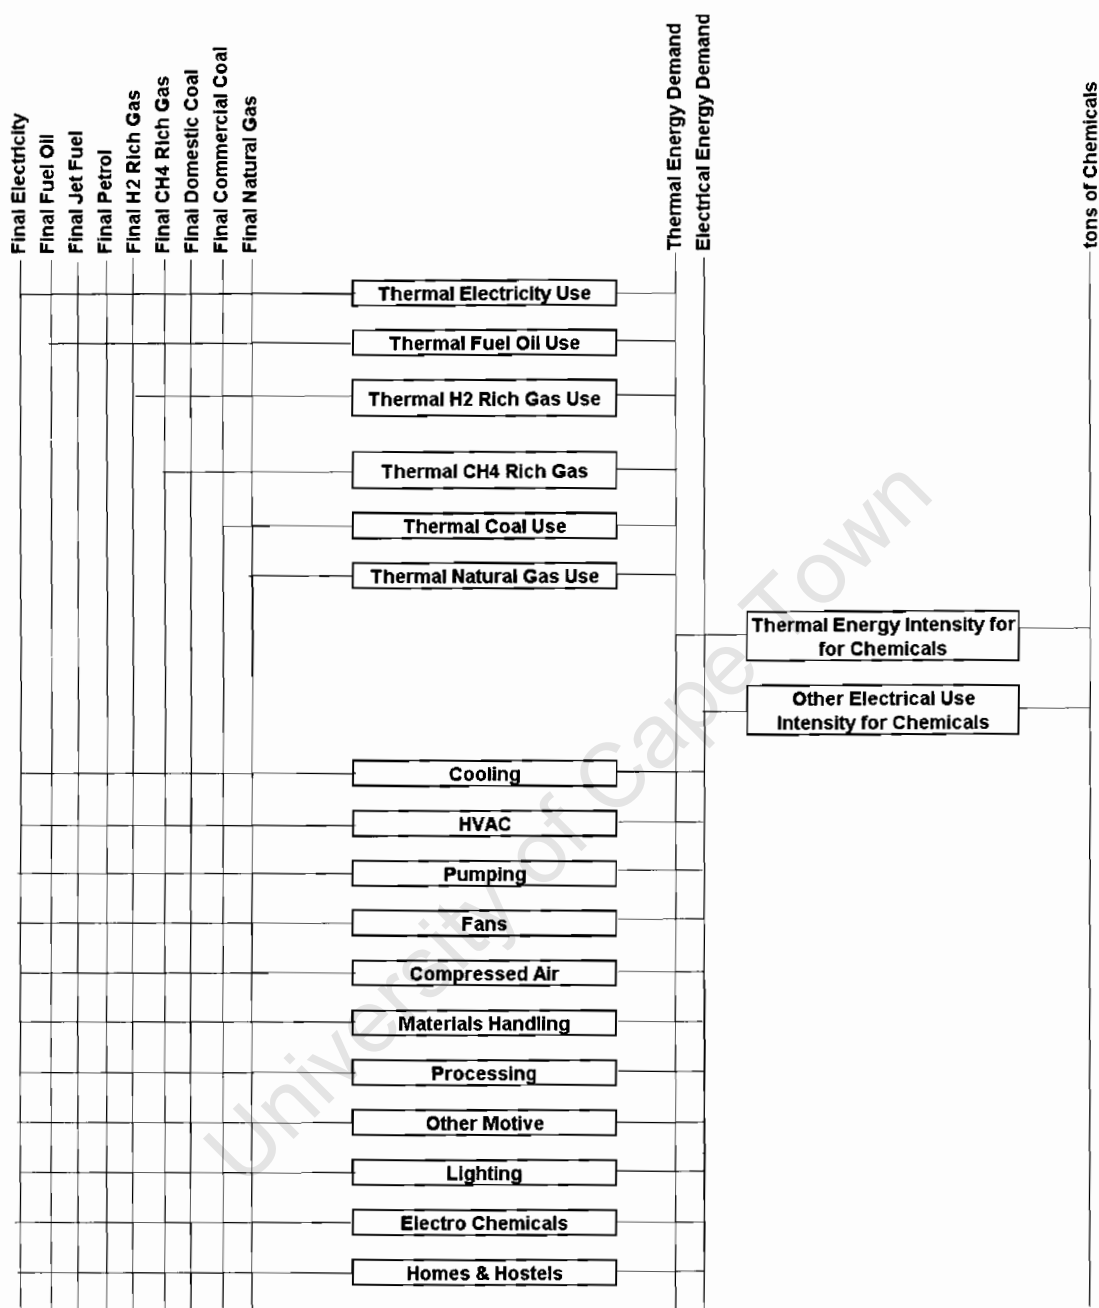 Final Electricity
Final Fuel Oil
Final Jet Fuel
Final Petrol
Final H2 Rich Gas
Final CH4 Rich Gas
Final Domestic Coal
Final Commercial Coal
Final Natural Gas
Thermal Energy Demand
Electrical Energy Demand
tons of Chemicals
Thermal Electricity Use
Thermal Fuel Oil Use
Thermal H2 Rich Gas Use
Thermal CH4 Rich Gas
Thermal Coal Use
Thermal Natural Gas Use
Thermal Energy Intensity for
for Chemicals
Other Electrical Use
Intensity for Chemicals
Cooling
HVAC
Pumping
Fans
Compressed Air
Materials Handling
Processing
Other Motive
Lighting
Electro Chemicals
Homes & Hostels
University of Cape Town